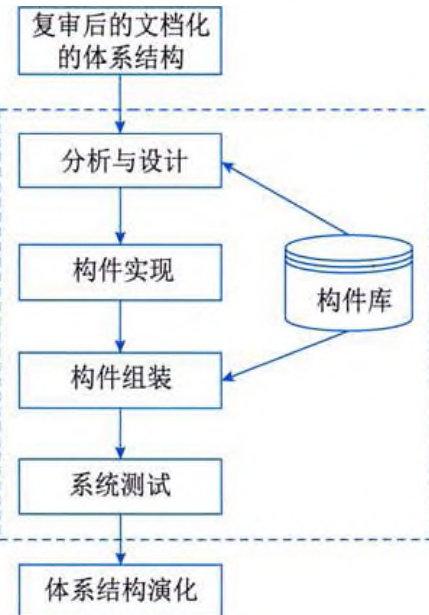 复审后的文档化
的体系结构
分析与设计
构件实现
构件库
构件组装
系统测试
体系结构演化